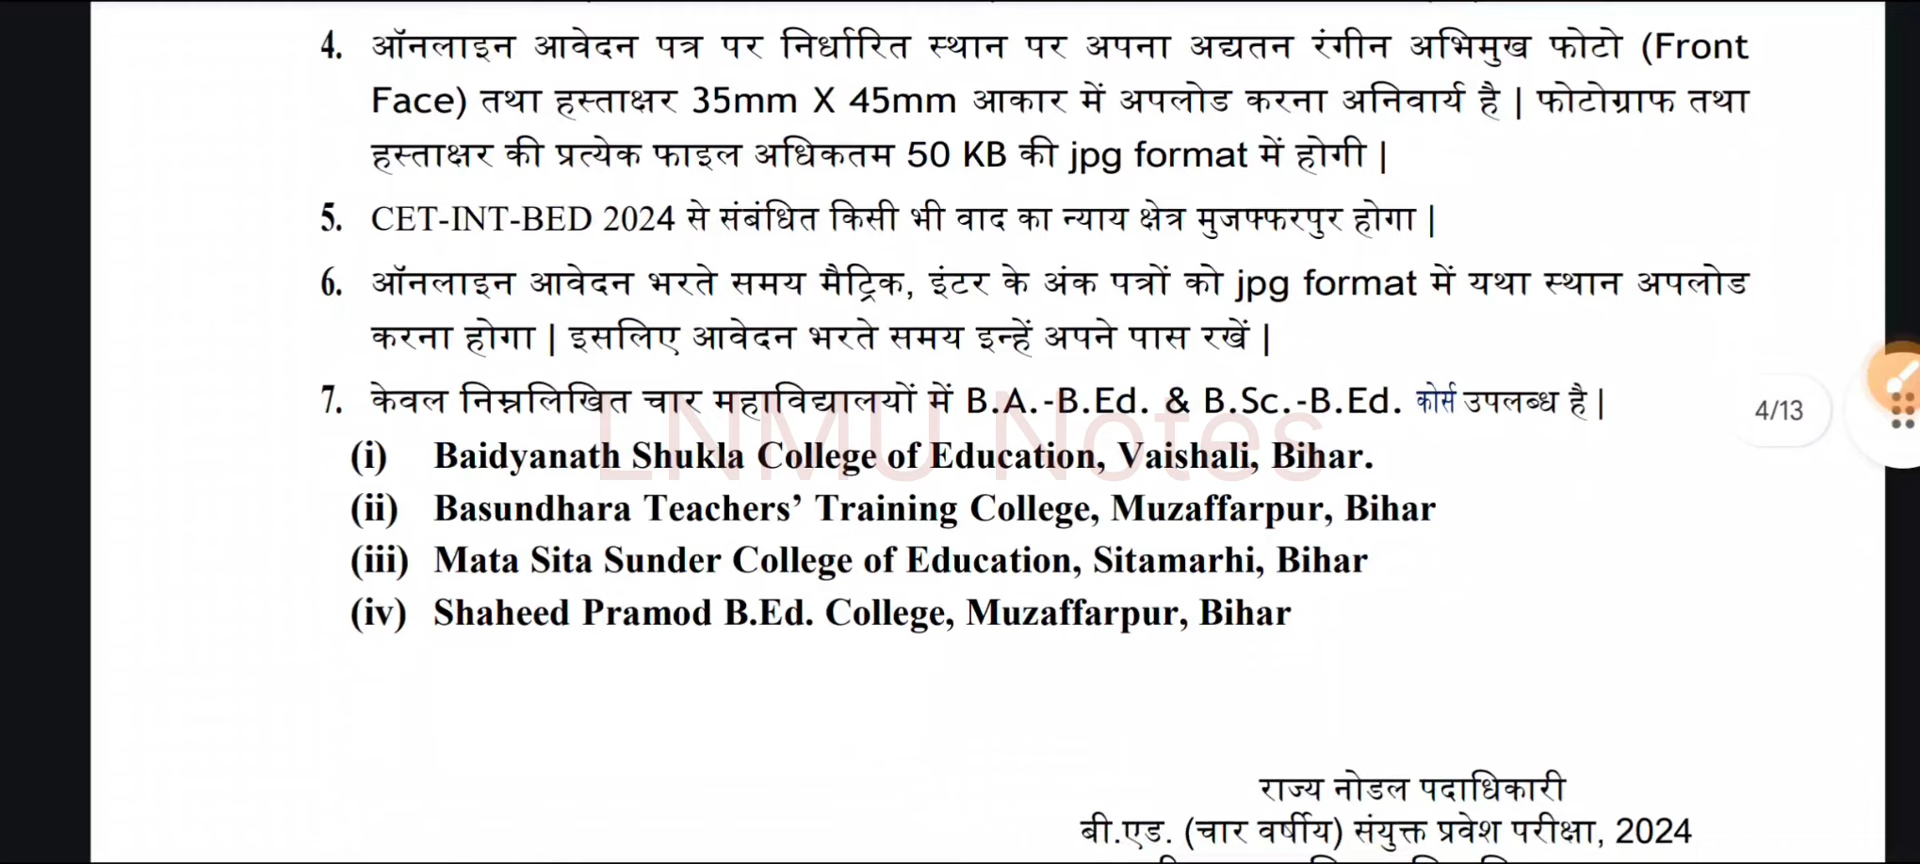 4. ऑनलाइन आवेदन पत्र पर निर्धारित स्थान पर अपना अद्यतन रंगीन अभिमुख फोटो (Front
Face) तथा हस्ताक्षर 35mm X 45mm आकार में अपलोड करना अनिवार्य है | फोटोग्राफ तथा
हस्ताक्षर की प्रत्येक फाइल अधिकतम 50 KB की jpg format में होगी |
5. CET-INT-BED 2024 से संबंधित किसी भी वाद का न्याय क्षेत्र मुजफ्फरपुर होगा |
6. ऑनलाइन आवेदन भरते समय मैट्रिक, इंटर के अंक पत्रों को jpg format में यथा स्थान अपलोड
करना होगा | इसलिए आवेदन भरते समय इन्हें अपने पास रखें |
7. केवल निम्नलिखित चार महाविद्यालयों में B.A.-B.Ed. & B.Sc.-B.Ed. कोर्स उपलब्ध है |
4/13
LNMU Notes
(i) Baidyanath Shukla College of Education, Vaishali, Bihar.
(ii) Basundhara Teachers’ Training College, Muzaffarpur, Bihar
(iii) Mata Sita Sunder College of Education, Sitamarhi, Bihar
(iv) Shaheed Pramod B.Ed. College, Muzaffarpur, Bihar
राज्य नोडल पदाधिकारी
बी.एड. (चार वर्षीय) संयुक्त प्रवेश परीक्षा, 2024